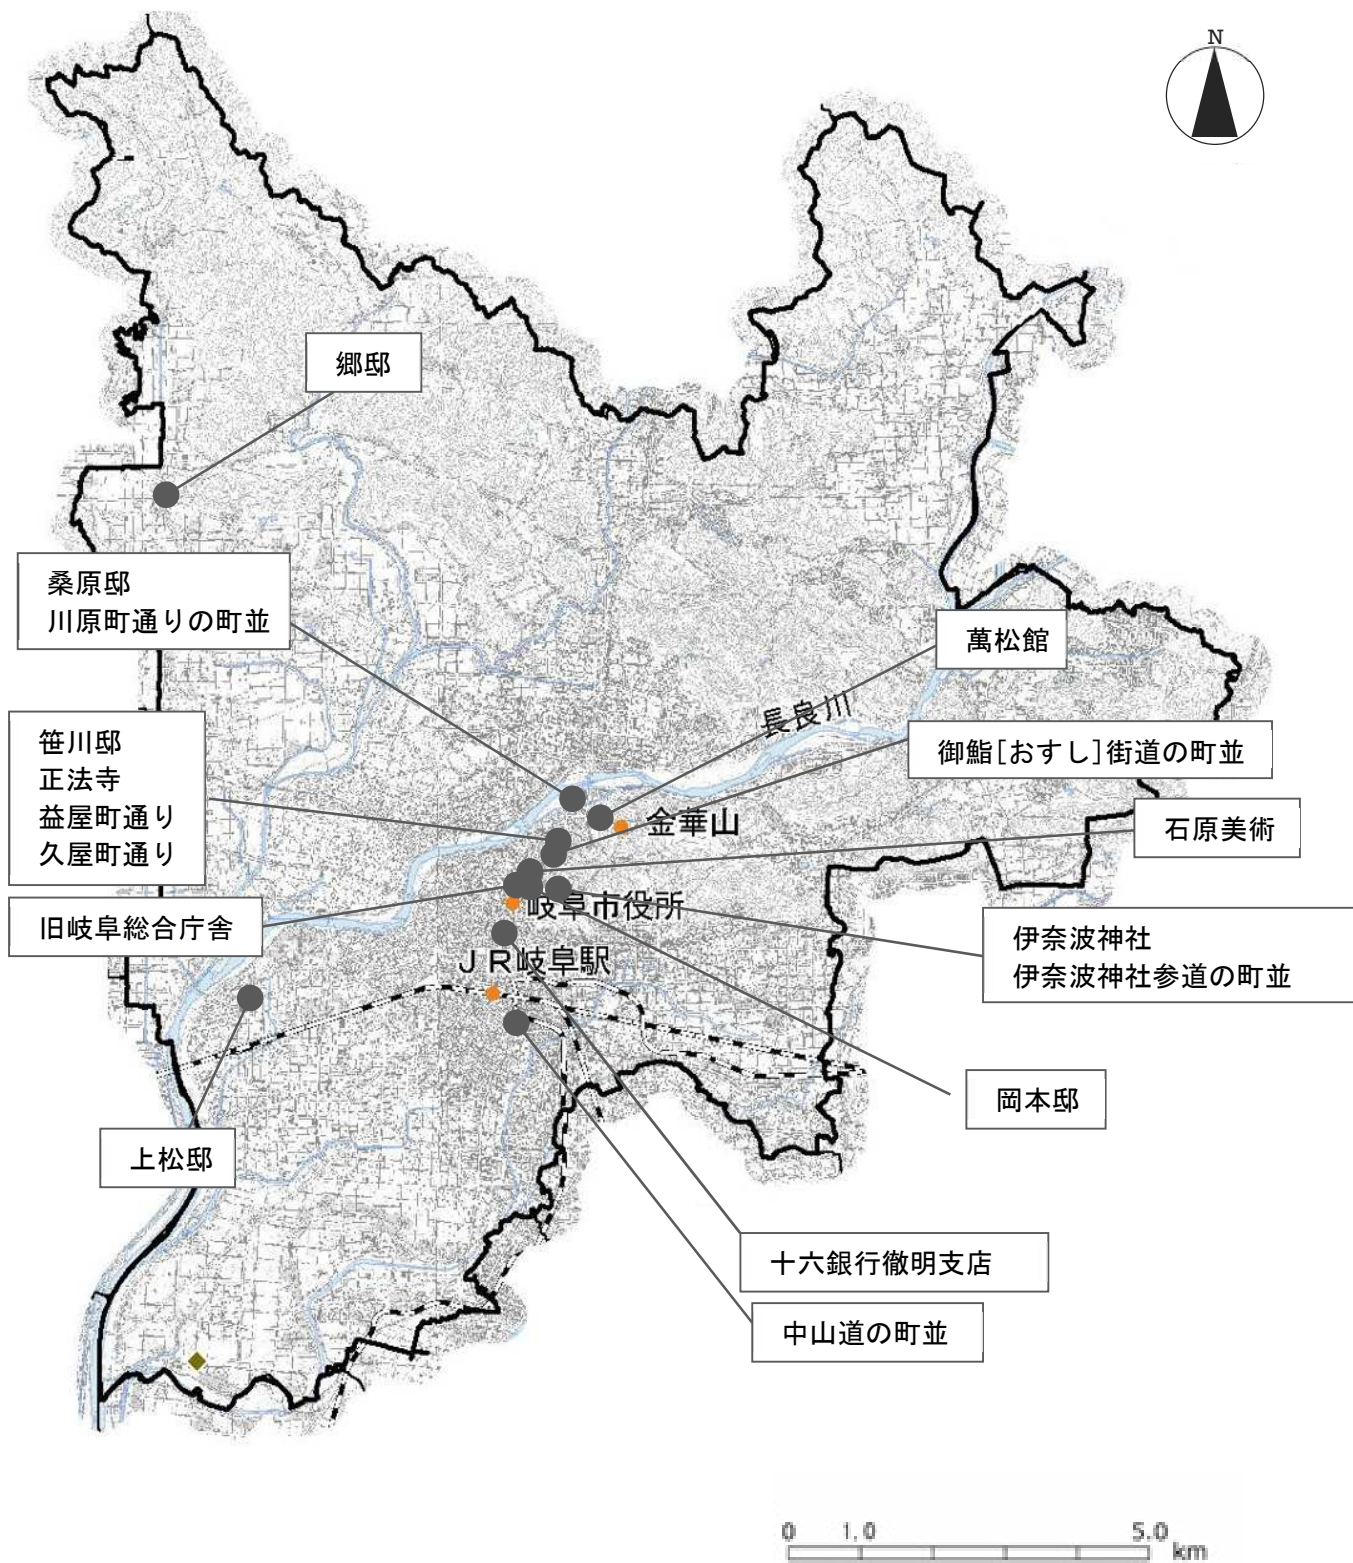 N
郷邸
桑原邸
川原町通りの町並
萬松館
長良川
笹川邸
正法寺
益屋町通り
久屋町通り
御鮨[おすし]街道の町並
金華山
石原美術
旧岐阜総合庁舎
岐阜市役所
伊奈波神社
伊奈波神社参道の町並
JR岐阜駅
岡本邸
上松邸
十六銀行徹明支店
中山道の町並
0 1.0 5.0
km